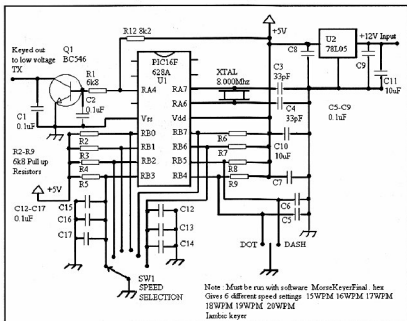 R12 8k2
+5V
U2
78L05
+12V Input
Keyed out
to low voltage
TX
Q1
BC546
R1
6k8
PIC16F
628A
U1
RA4
RA7
RA6
XTAL
8 000Mhz
C3
33pF
C4
33pF
C8
C9
C11
10uF
C1
0.1uF
C2
0.1uF
Vss
Vdd
C5-C9
0.1uF
RB0
RB1
RB2
RB3
RB7
RB6
RB5
RB4
R2
R3
R4
R5
R6
R7
R8
R9
C10
10uF
R2-R9
6k8 Pull up
Resistors
+5V
C7
C6
C5
C12-C17
0.1uF
C15
C16
C17
C12
C13
C14
DOT
DASH
SW1
SPEED
SELECTION
Note : Must be run with software MorseKeyerFinal . hex
Gives 6 different speed settings 15WPM 16WPM 17WPM
18WPM 19WPM 20WPM
Iambic keyer